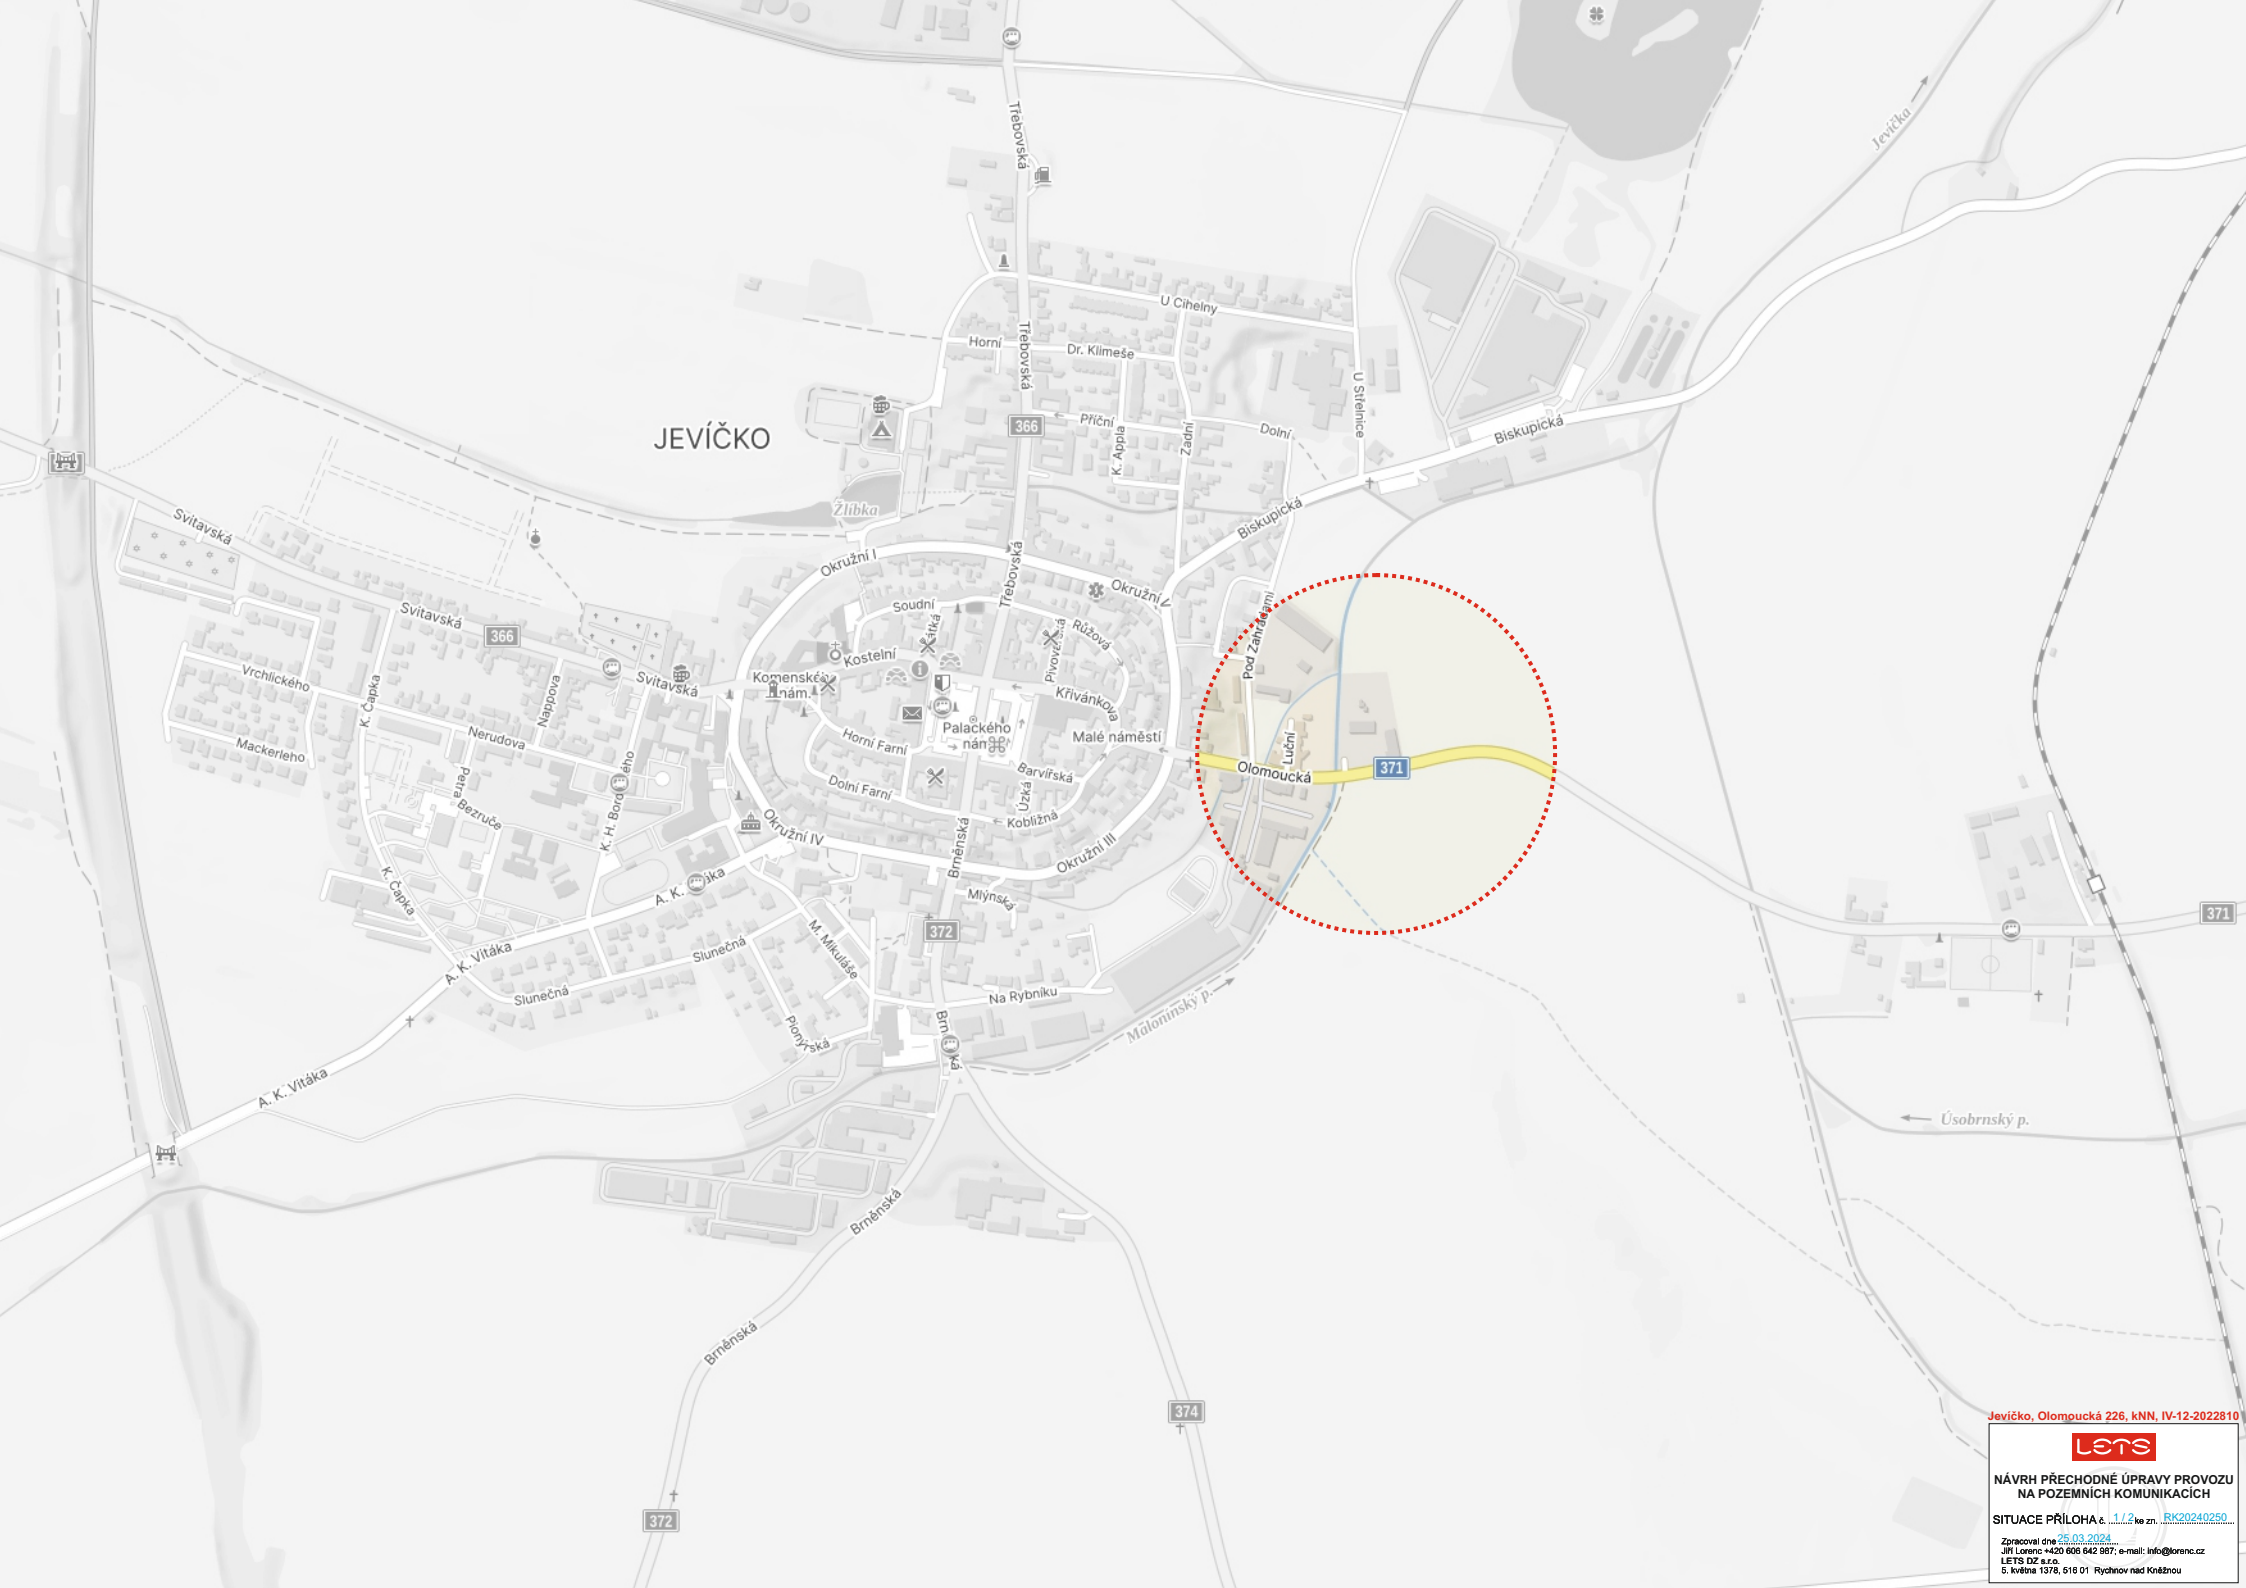 Třebovská
Jevíčka
U Cihelny
Horní
Třebovská
Dr. Klimeše
U Střelnice
366
Příční
K. Appla
Zadní
Dolní
Biskupická
JEVÍČKO
Žlíbka
Svitavská
Biskupická
Okružní I
Třebovská
Okružní V
Soudní
Svitavská
366
Růžová
Pod Zahradami
Kostelní
Komenského
nám.
Vrchlického
Svitavská
K. Čapka
Nappova
Křivánkova
Palackého
nám.
Malé náměstí
Horní Farní
Nerudova
Mackerleho
Luční
Olomoucká
371
Barvířská
Dolní Farní
Úzká
Petra
Bezruče
K. H. Borovského
Okružní IV
Kobližná
Brněnská
Okružní III
K. Čapka
A. K. Vitáka
Mlýnská
372
371
M. Mikuláše
Slunečná
A. K. Vitáka
Slunečná
Na Rybníku
Malonínský p.
Pionýrská
Brněnská
A. K. Vitáka
Úsobrnský p.
Brněnská
Brněnská
374
372
Jevíčko, Olomoucká 226, kNN, IV-12-2022810
LETS
NÁVRH PŘECHODNÉ ÚPRAVY PROVOZU
NA POZEMNÍCH KOMUNIKACÍCH
SITUACE PŘÍLOHA č. 1 / 2 ke zn. RK20240250
Zpracoval dne 25.03.2024
Jiří Lorenc +420 606 642 987; e-mail: info@lorenc.cz
LETS DZ s.r.o.
5. května 1378, 516 01 Rychnov nad Kněžnou